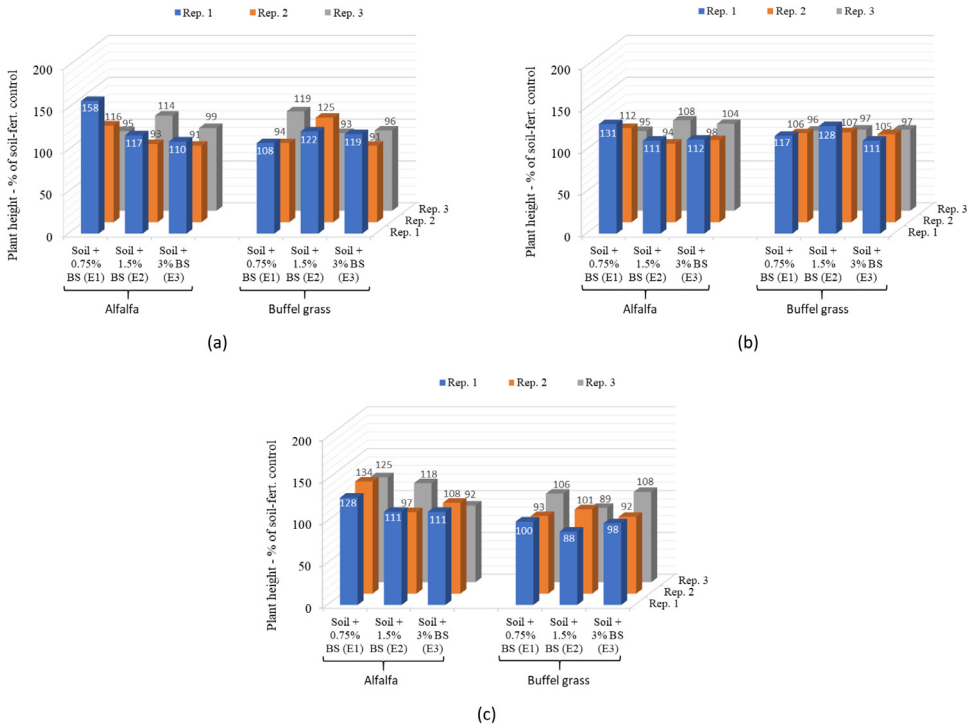 Rep. 1 Rep. 2 Rep. 3
Plant height - % of soil-fert. control
200
150
100
50
0
158 116 95 117 93 114 110 91 99
108 94 119 122 125 93 119 91 96
Rep. 3
Rep. 2
Rep. 1
Soil + Soil + Soil + Soil + Soil + Soil +
0.75% 1.5% 3% BS 0.75% 1.5% 3% BS
BS (E1) BS (E2) (E3) BS (E1) BS (E2) (E3)
Alfalfa Buffel grass
(a)
Rep. 1 Rep. 2 Rep. 3
Plant height - % of soil-fert. control
200
150
100
50
0
131 112 95 111 94 108 112 98 104
117 106 96 128 107 97 111 105 97
Rep. 3
Rep. 2
Rep. 1
Soil + Soil + Soil + Soil + Soil + Soil +
0.75% 1.5% 3% BS 0.75% 1.5% 3% BS
BS (E1) BS (E2) (E3) BS (E1) BS (E2) (E3)
Alfalfa Buffel grass
(b)
Rep. 1 Rep. 2 Rep. 3
Plant height - % of soil-fert. control
200
150
100
50
0
128 134 125 111 97 118 111 108 92
100 93 106 88 101 89 98 92 108
Rep. 3
Rep. 2
Rep. 1
Soil + Soil + Soil + Soil + Soil + Soil +
0.75% 1.5% 3% BS 0.75% 1.5% 3% BS
BS (E1) BS (E2) (E3) BS (E1) BS (E2) (E3)
Alfalfa Buffel grass
(c)